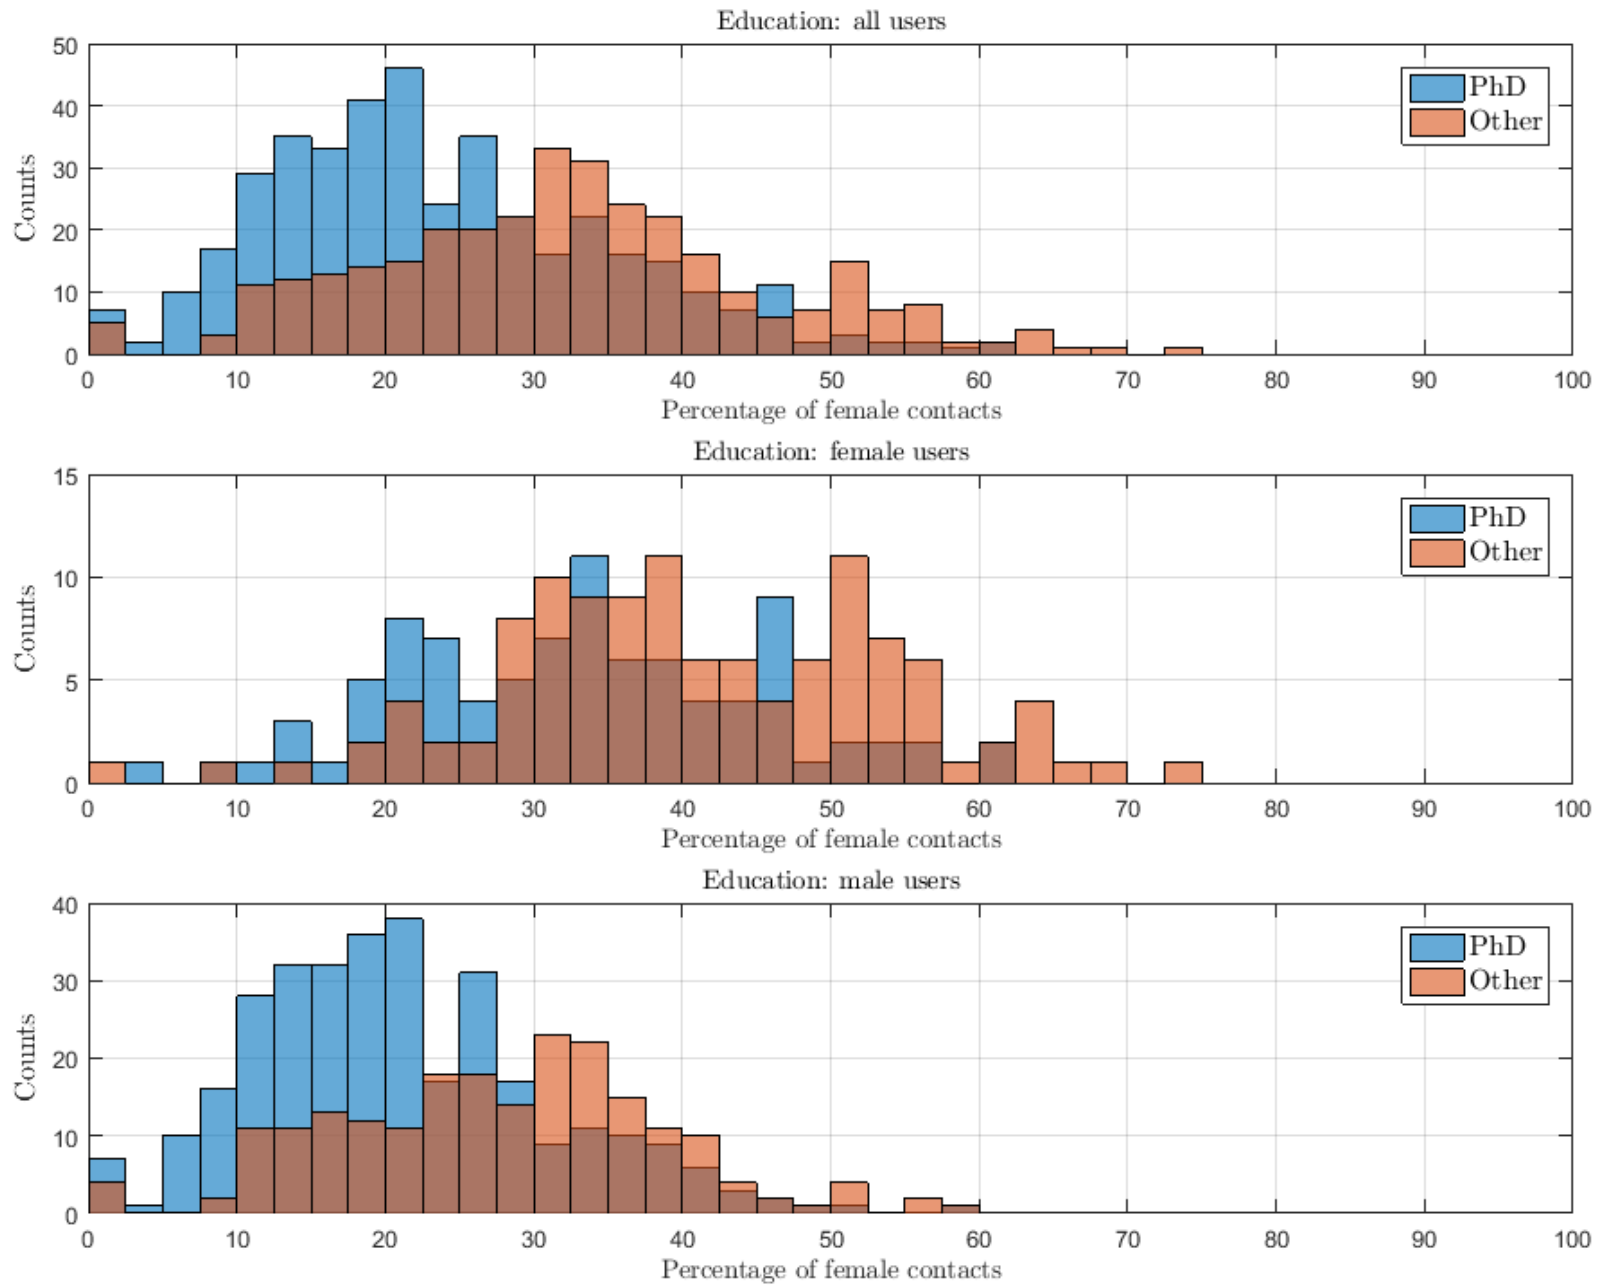 Education: all users
50
40
30
20
10
0
Counts
PhD
Other
0 10 20 30 40 50 60 70 80 90 100
Percentage of female contacts
Education: female users
15
10
5
0
Counts
PhD
Other
0 10 20 30 40 50 60 70 80 90 100
Percentage of female contacts
Education: male users
40
30
20
10
0
Counts
PhD
Other
0 10 20 30 40 50 60 70 80 90 100
Percentage of female contacts